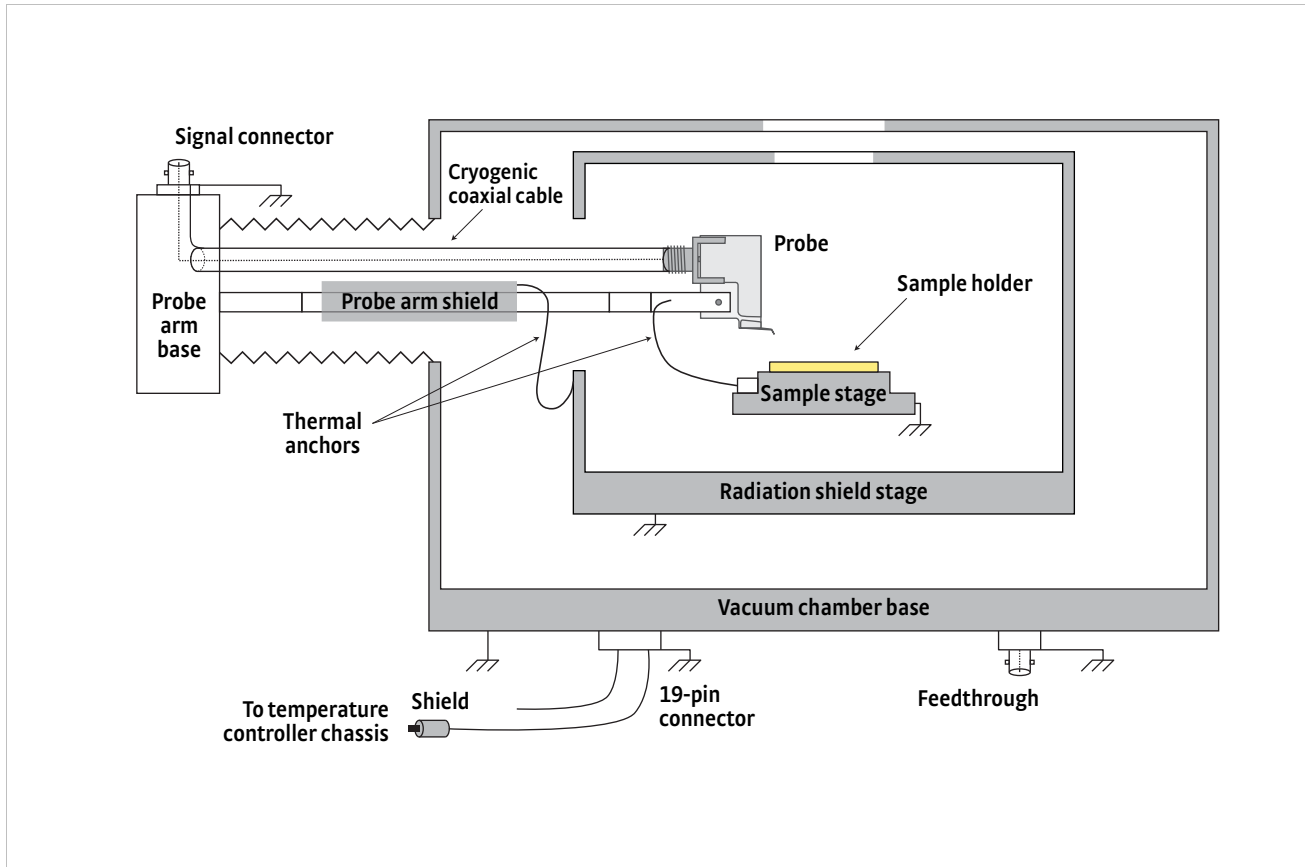 Signal connector
Cryogenic
coaxial cable
Probe
Sample holder
Probe
arm
base
Probe arm shield
Sample stage
Thermal
anchors
Radiation shield stage
Vacuum chamber base
Shield
To temperature
controller chassis
19-pin
connector
Feedthrough